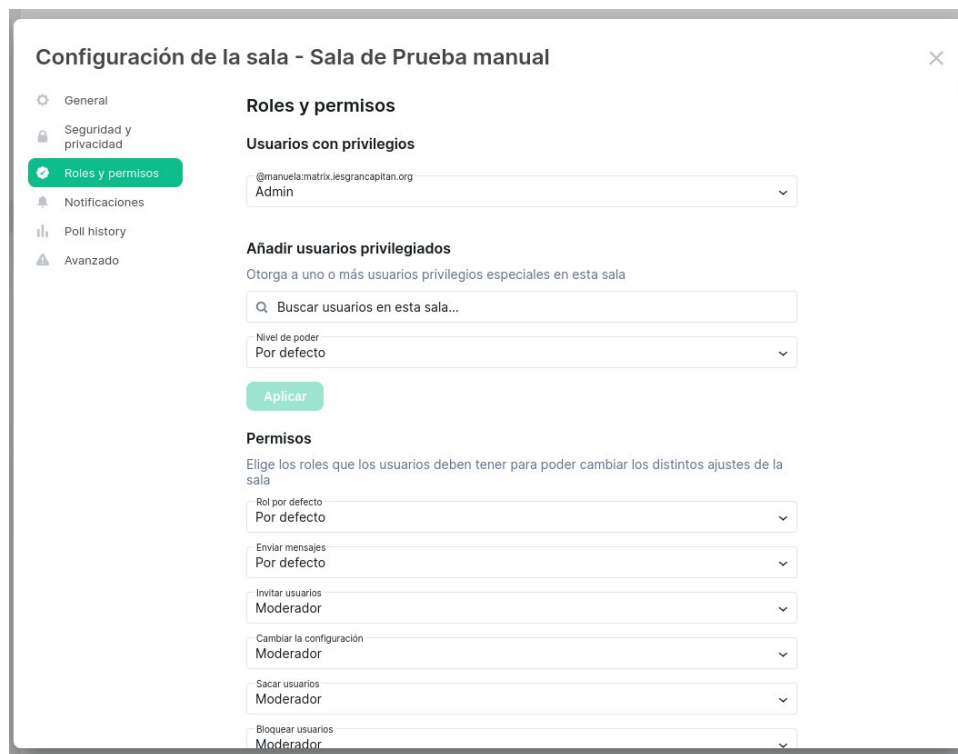 Configuración de la sala - Sala de Prueba manual
General
Seguridad y
privacidad
Roles y permisos
Notificaciones
Poll history
Avanzado
Roles y permisos
Usuarios con privilegios
@manuela:matrix.iesgrancapitan.org
Admin
Añadir usuarios privilegiados
Otorga a uno o más usuarios privilegios especiales en esta sala
Buscar usuarios en esta sala...
Nivel de poder
Por defecto
Aplicar
Permisos
Elige los roles que los usuarios deben tener para poder cambiar los distintos ajustes de la
sala
Rol por defecto
Por defecto
Enviar mensajes
Por defecto
Invitar usuarios
Moderador
Cambiar la configuración
Moderador
Sacar usuarios
Moderador
Bloquear usuarios
Moderador